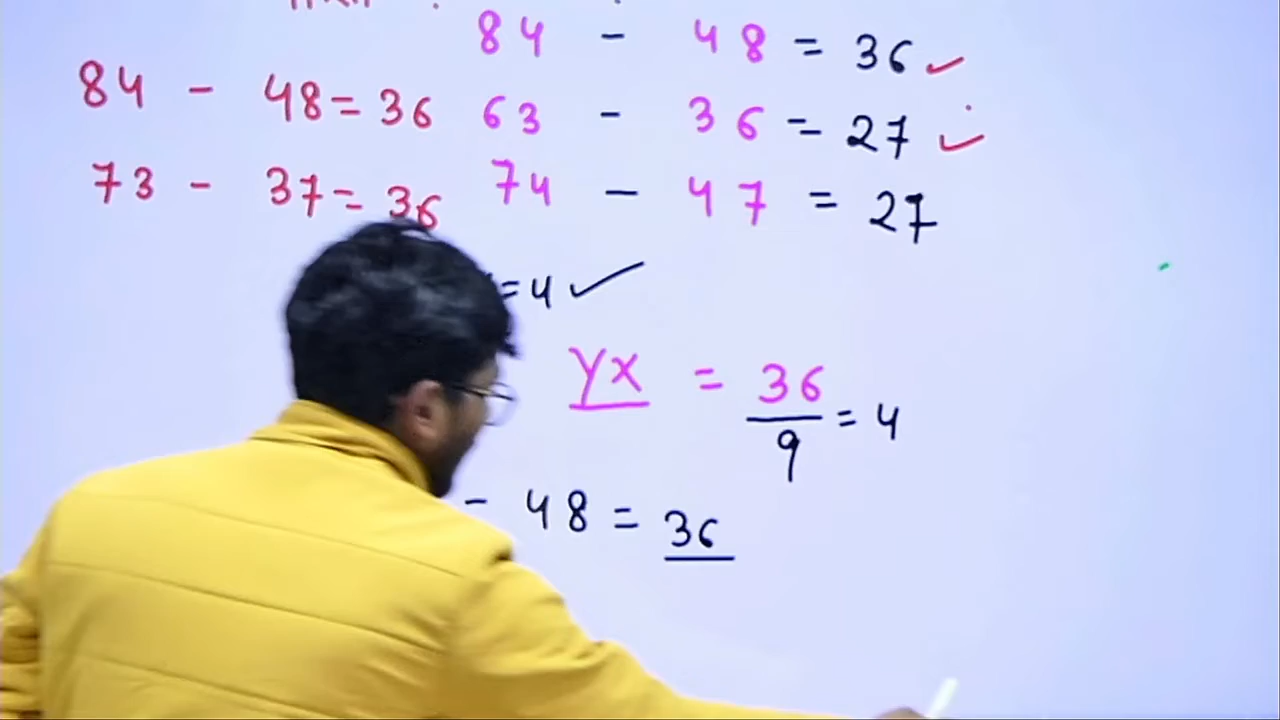 84 - 48 = 36 ✓
84 - 48 = 36
63 - 36 = 27 ✓
73 - 37 = 36
74 - 47 = 27
= 4 ✓
yx = 36/9 = 4
- 48 = 36